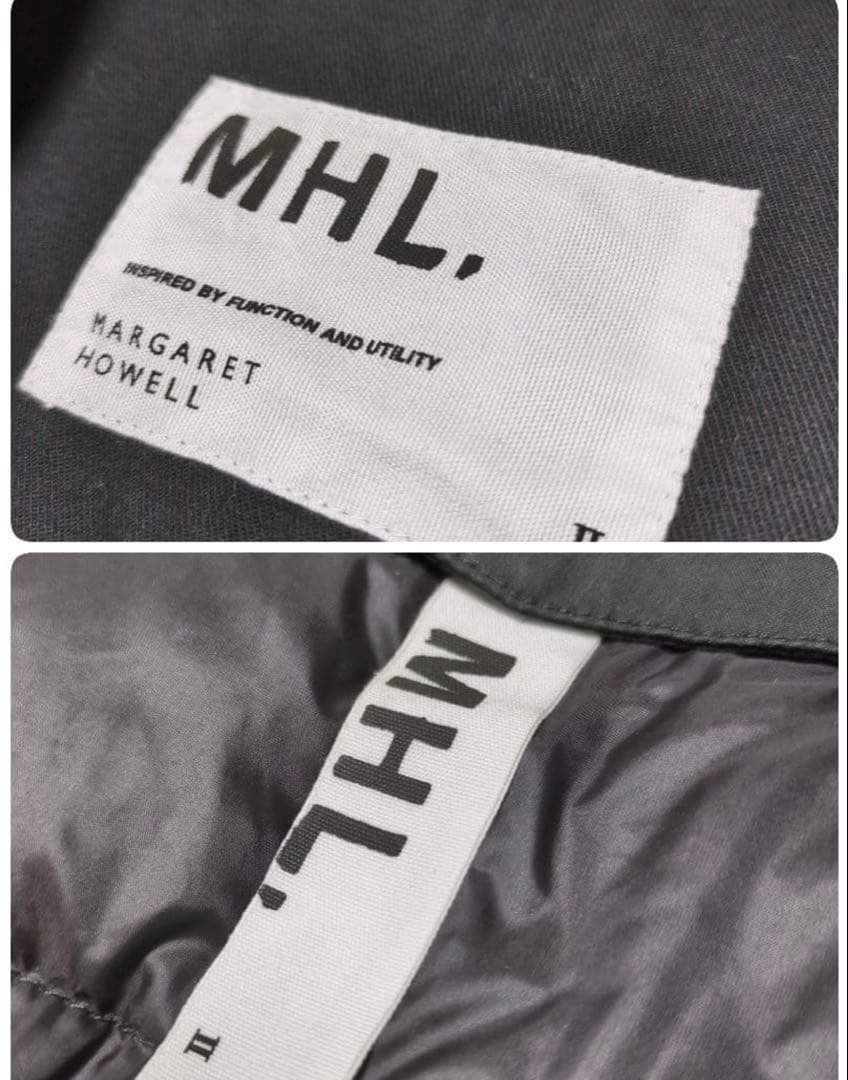 MHL.
INSPIRED BY FUNCTION AND UTILITY
MARGARET
HOWELL
II
MHL.
II